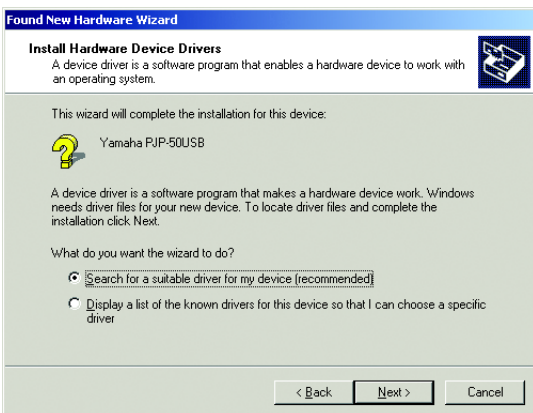 Found New Hardware Wizard
Install Hardware Device Drivers
A device driver is a software program that enables a hardware device to work with
an operating system.
This wizard will complete the installation for this device:
Yamaha PJP-50USB
A device driver is a software program that makes a hardware device work. Windows
needs driver files for your new device. To locate driver files and complete the
installation click Next.
What do you want the wizard to do?
Search for a suitable driver for my device (recommended)
Display a list of the known drivers for this device so that I can choose a specific
driver
< Back
Next >
Cancel